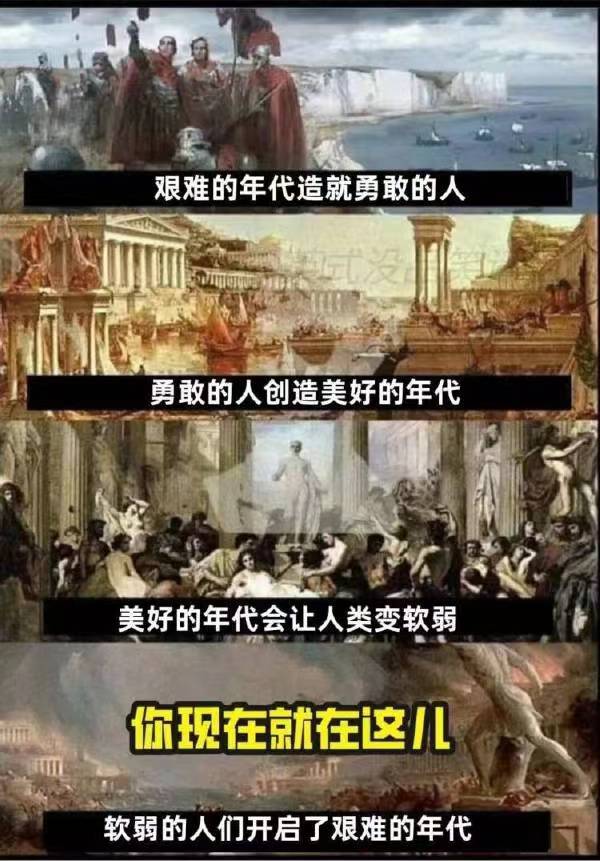 艰难的年代造就勇敢的人
勇敢的人创造美好的年代
美好的年代会让人类变软弱
你现在就在这儿
软弱的人们开启了艰难的年代